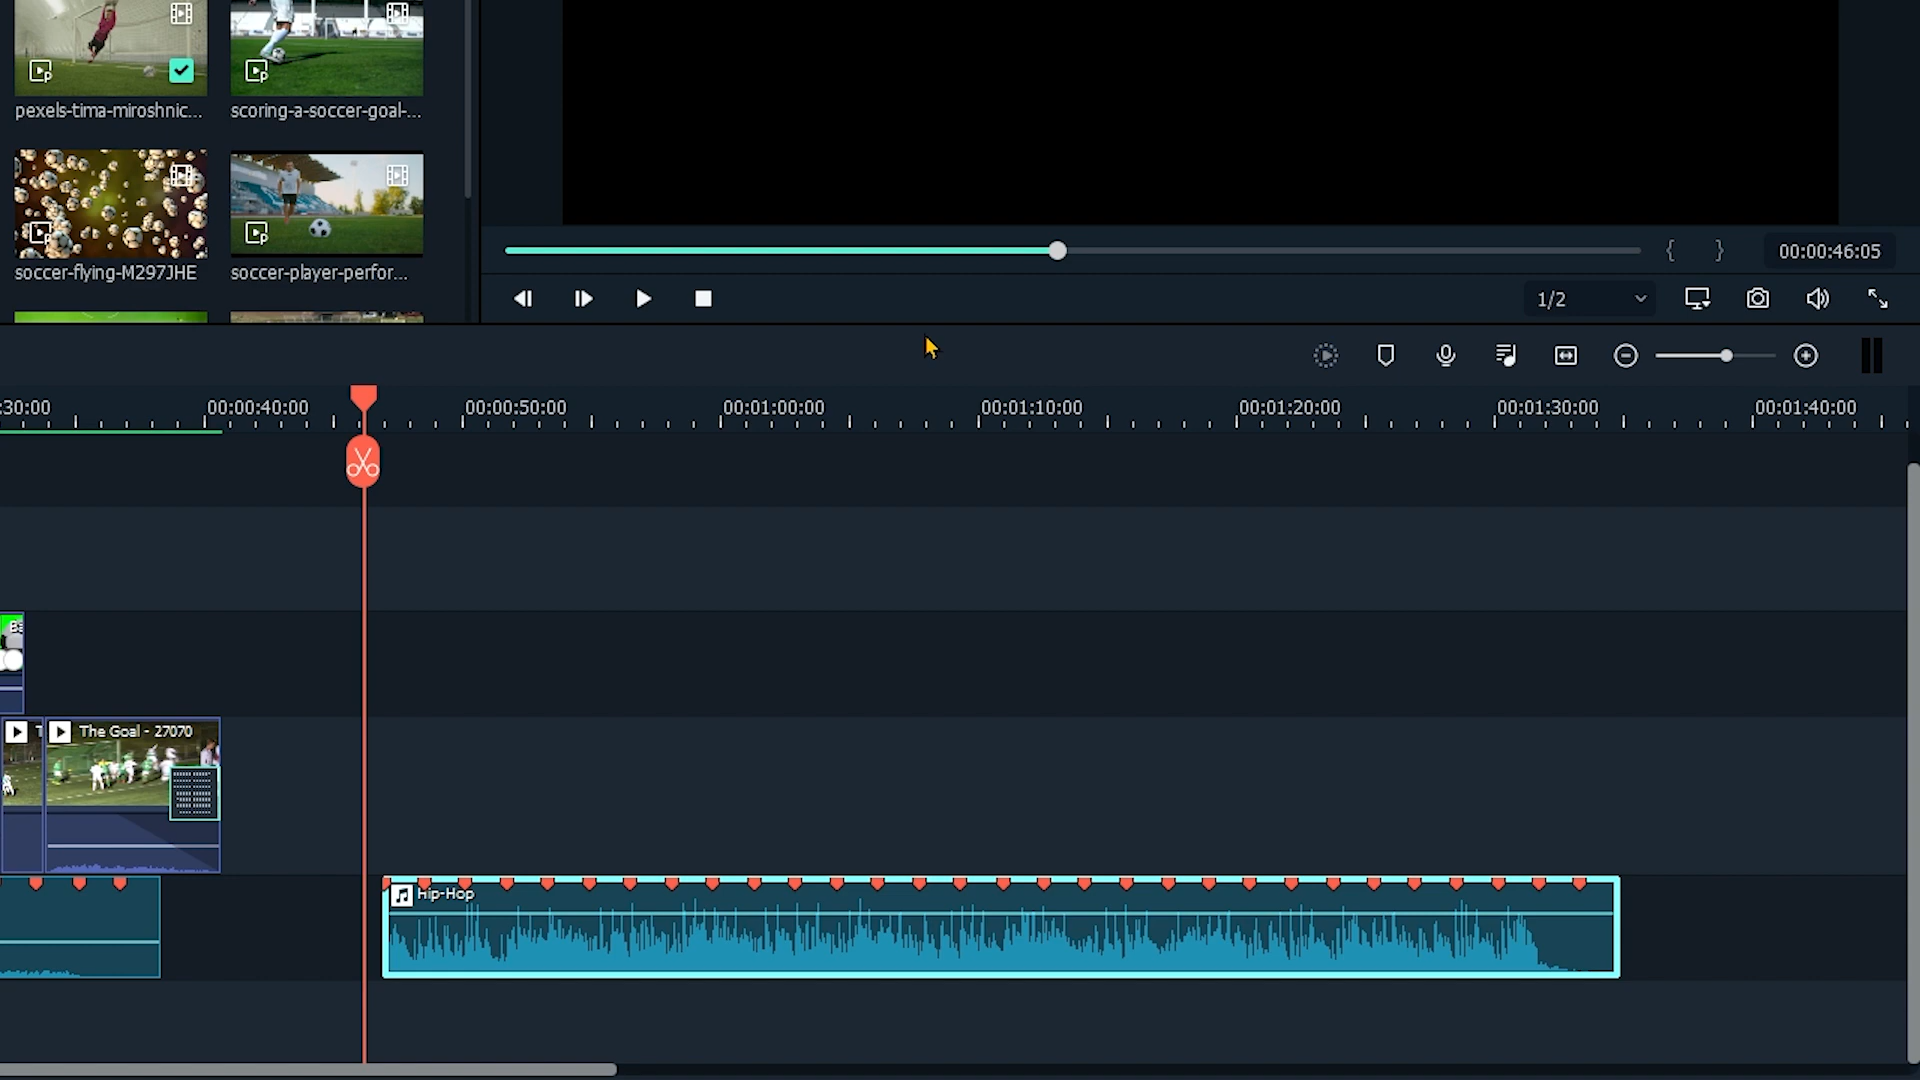 pexels-tima-miroshnic...
scoring-a-soccer-goal-...
soccer-flying-M297JHE
soccer-player-perfor...
{ }
00:00:46:05
1/2
:30:00
00:00:40:00
00:00:50:00
00:01:00:00
00:01:10:00
00:01:20:00
00:01:30:00
00:01:40:00
The Goal - 27070
Hip-Hop